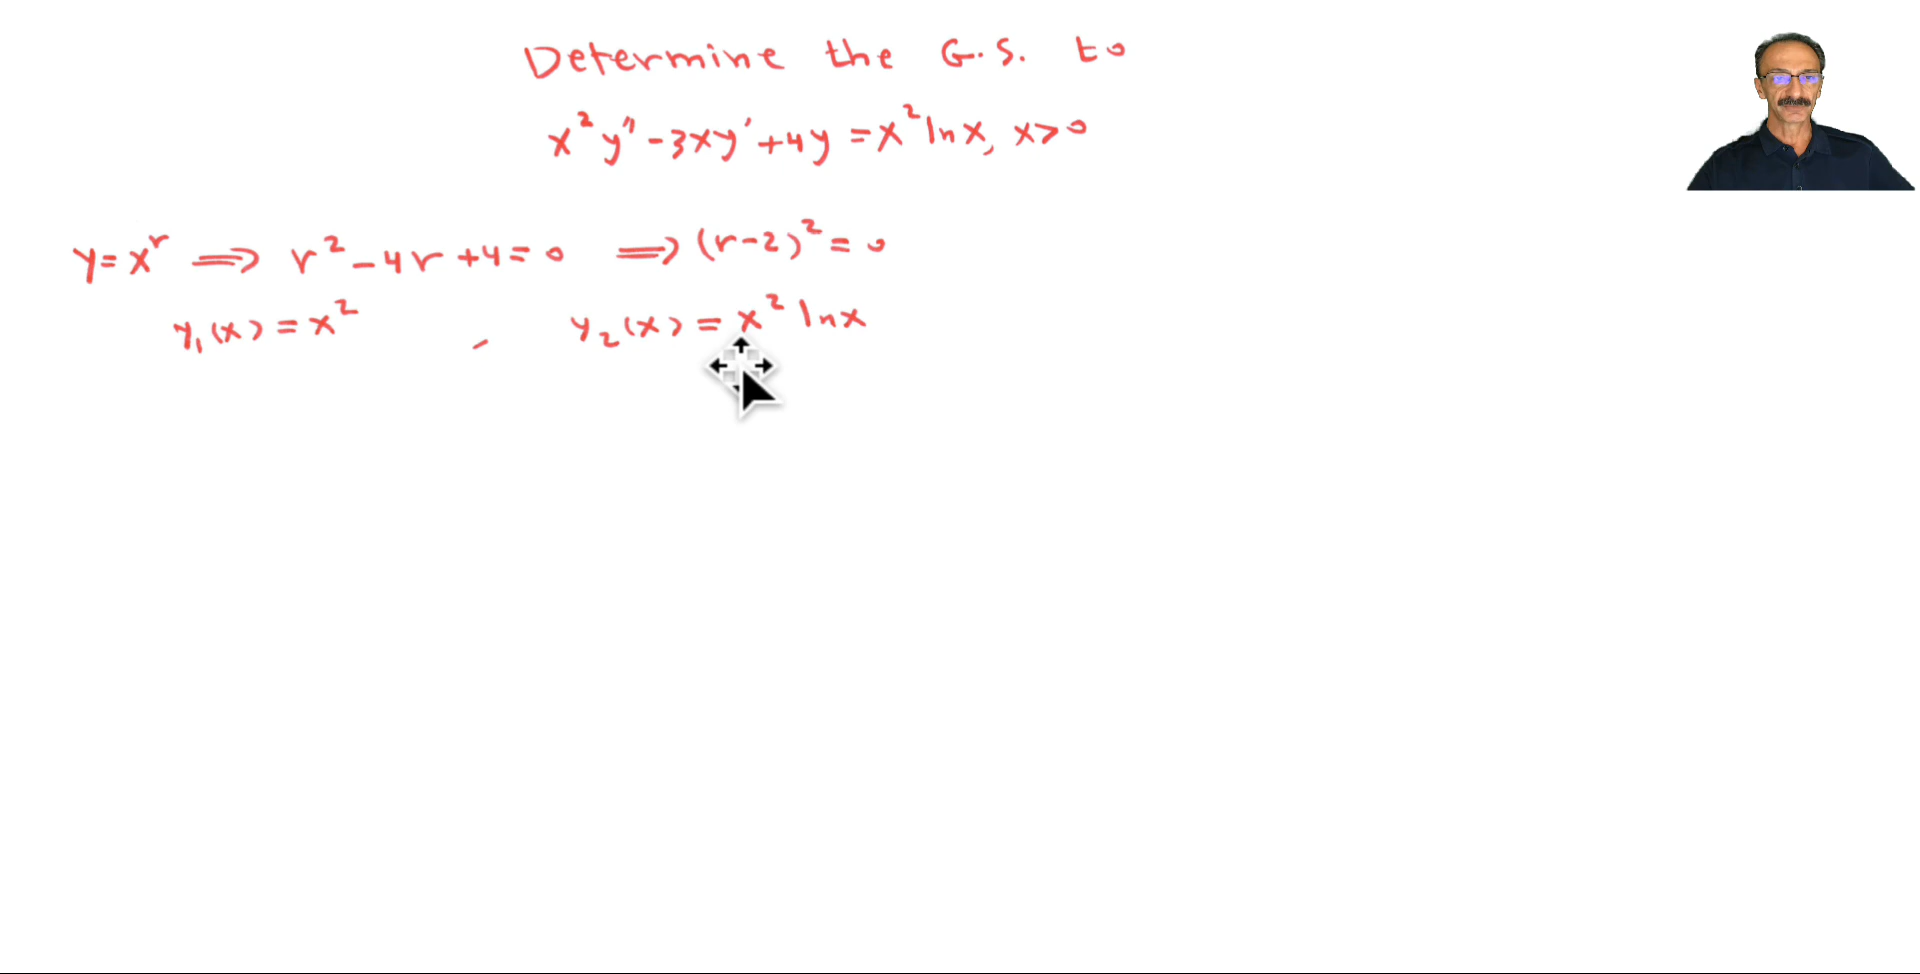 Determine the G.S. to
x² y'' - 3xy' + 4y = x² ln x, x > 0
y = x^r ⟹ r² - 4r + 4 = 0 ⟹ (r-2)² = 0
y₁(x) = x² , y₂(x) = x² ln x